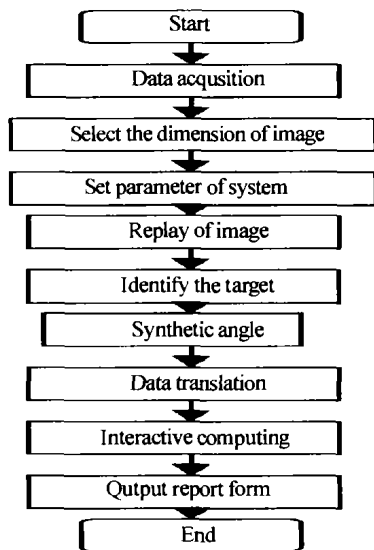 Start
Data acqusition
Select the dimension of image
Set parameter of system
Replay of image
Identify the target
Synthetic angle
Data translation
Interactive computing
Qutput report form
End